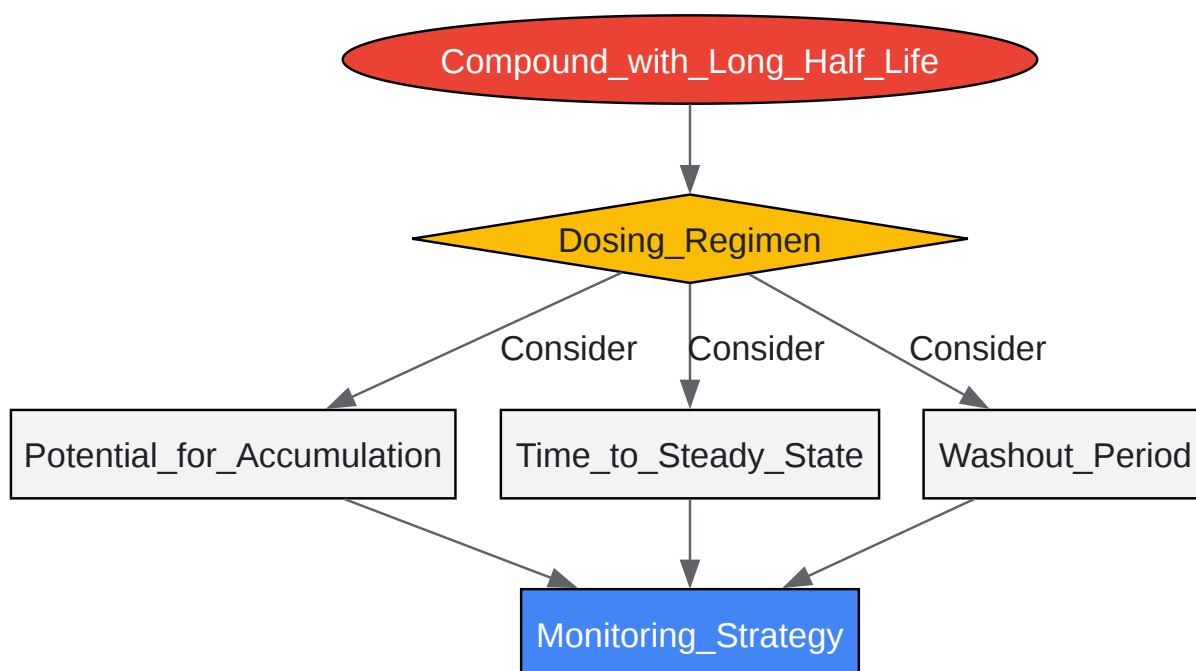 Compound_with_Long_Half_Life
Dosing_Regimen
Consider
Consider
Consider
Potential_for_Accumulation
Time_to_Steady_State
Washout_Period
Monitoring_Strategy